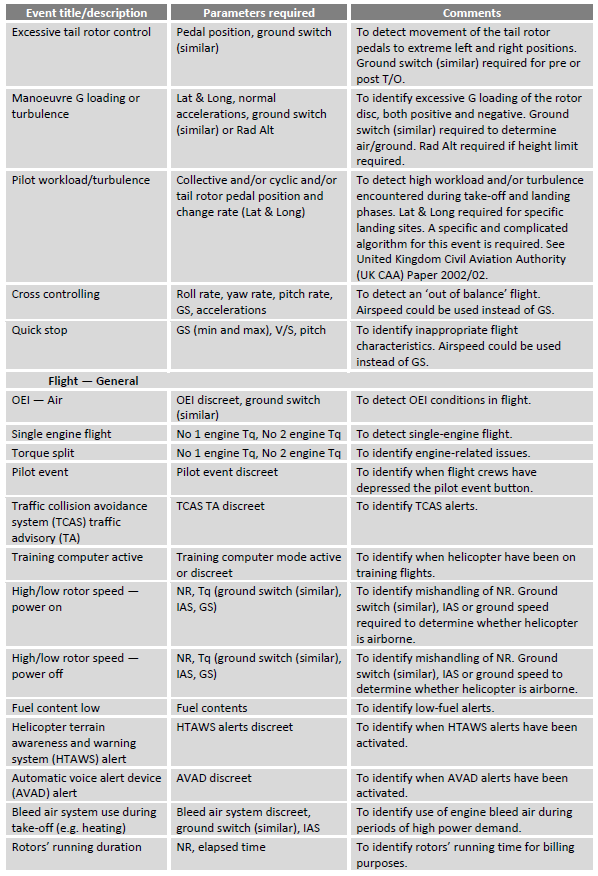 Event title/description Parameters required Comments
Excessive tail rotor control Pedal position, ground switch To detect movement of the tail rotor
(similar) pedals to extreme left and right positions.
Ground switch (similar) required for pre or
post T/O.
Manoeuvre G loading or Lat & Long, normal To identify excessive G loading of the rotor
turbulence accelerations, ground switch disc, both positive and negative. Ground
(similar) or Rad Alt switch (similar) required to determine
air/ground. Rad Alt required if height limit
required.
Pilot workload/turbulence Collective and/or cyclic and/or To detect high workload and/or turbulence
tail rotor pedal position and encountered during take-off and landing
change rate (Lat & Long) phases. Lat & Long required for specific
landing sites. A specific and complicated
algorithm for this event is required. See
United Kingdom Civil Aviation Authority
(UK CAA) Paper 2002/02.
Cross controlling Roll rate, yaw rate, pitch rate, To detect an ‘out of balance’ flight.
GS, accelerations Airspeed could be used instead of GS.
Quick stop GS (min and max), V/S, pitch To identify inappropriate flight
characteristics. Airspeed could be used
instead of GS.
Flight — General
OEI — Air OEI discreet, ground switch To detect OEI conditions in flight.
(similar)
Single engine flight No 1 engine Tq, No 2 engine Tq To detect single-engine flight.
Torque split No 1 engine Tq, No 2 engine Tq To identify engine-related issues.
Pilot event Pilot event discreet To identify when flight crews have
depressed the pilot event button.
Traffic collision avoidance TCAS TA discreet To identify TCAS alerts.
system (TCAS) traffic
advisory (TA)
Training computer active Training computer mode active To identify when helicopter have been on
or discreet training flights.
High/low rotor speed — NR, Tq (ground switch (similar), To identify mishandling of NR. Ground
power on IAS, GS) switch (similar), IAS or ground speed
required to determine whether helicopter
is airborne.
High/low rotor speed — NR, Tq (ground switch (similar), To identify mishandling of NR. Ground
power off IAS, GS) switch (similar), IAS or ground speed to
determine whether helicopter is airborne.
Fuel content low Fuel contents To identify low-fuel alerts.
Helicopter terrain HTAWS alerts discreet To identify when HTAWS alerts have been
awareness and warning activated.
system (HTAWS) alert
Automatic voice alert device AVAD discreet To identify when AVAD alerts have been
(AVAD) alert activated.
Bleed air system use during Bleed air system discreet, To identify use of engine bleed air during
take-off (e.g. heating) ground switch (similar), IAS periods of high power demand.
Rotors’ running duration NR, elapsed time To identify rotors’ running time for billing
purposes.